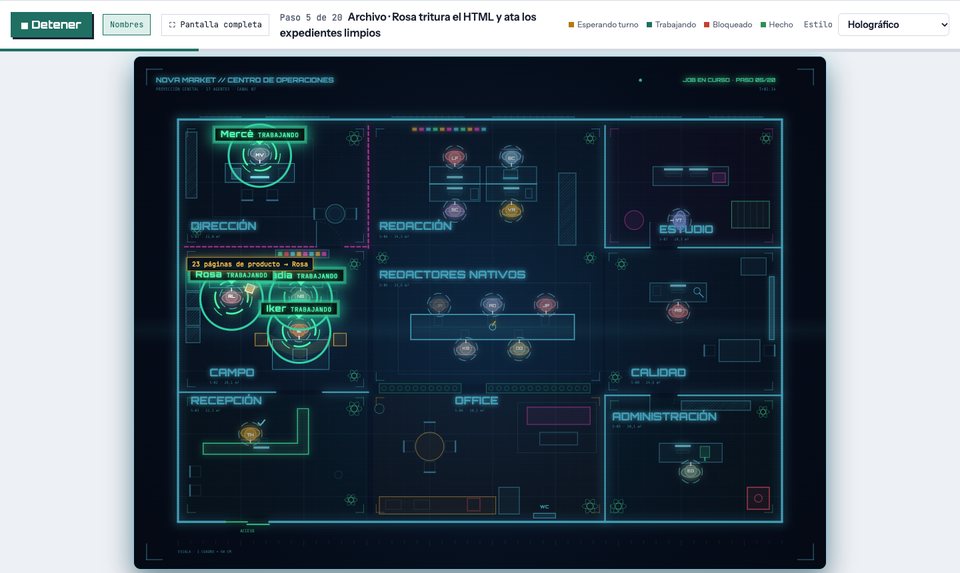 Detener
Nombres
Pantalla completa
Paso 5 de 20 Archivo · Rosa tritura el HTML y ata los
expedientes limpios
Esperando turno
Trabajando
Bloqueado
Hecho
Estilo
Holográfico
NOVA MARKET // CENTRO DE OPERACIONES
JOB EN CURSO · PASO 05/20
Mercè TRABAJANDO
MV
LF
BC
DIRECCIÓN
REDACCIÓN
ESTUDIO
23 páginas de producto → Rosa
Rosa TRABAJANDO
TRABAJANDO
Iker TRABAJANDO
RL
REDACTORES NATIVOS
CAMPO
CALIDAD
RECEPCIÓN
OFFICE
ADMINISTRACIÓN
TH
WC
ACCESO